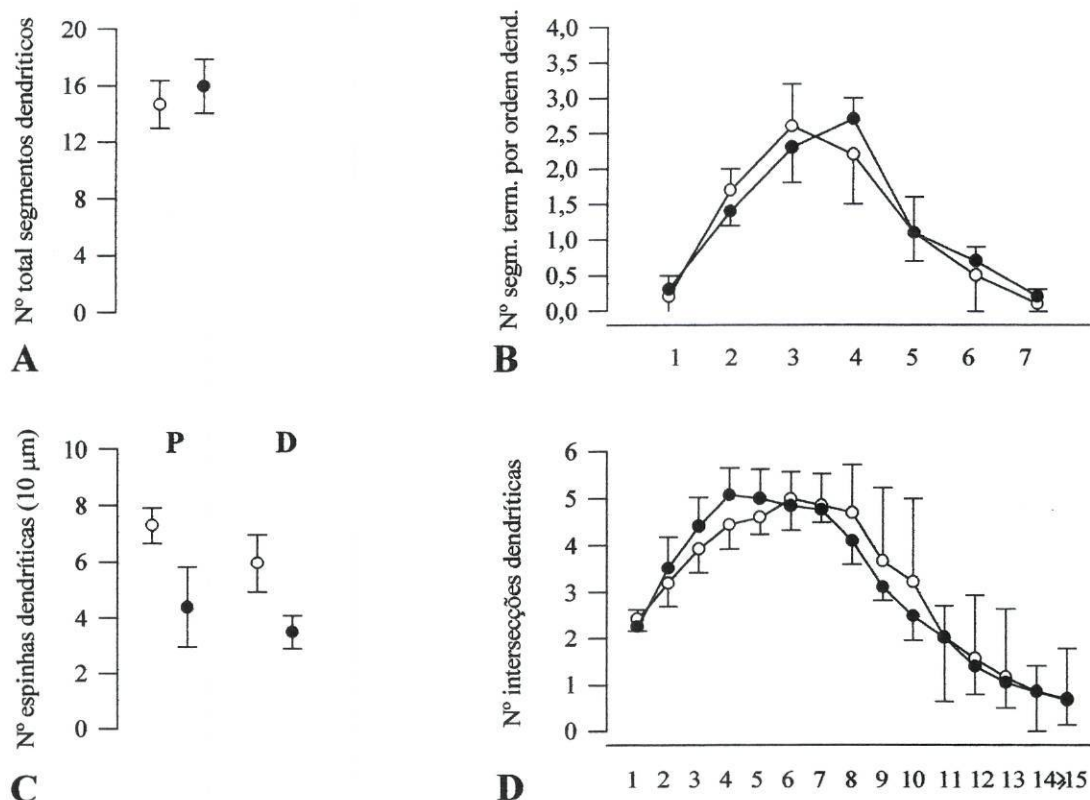 Nº total segmentos dendríticos
20
16
12
8
4
0
A
Nº segm. term. por ordem dend.
4,0
3,5
3,0
2,5
2,0
1,5
1,0
0,5
0,0
1 2 3 4 5 6 7
B
Nº espinhas dendríticas (10 µm)
P D
10
8
6
4
2
0
C
Nº intersecções dendríticas
6
5
4
3
2
1
0
1 2 3 4 5 6 7 8 9 10 11 12 13 14 ≥15
D